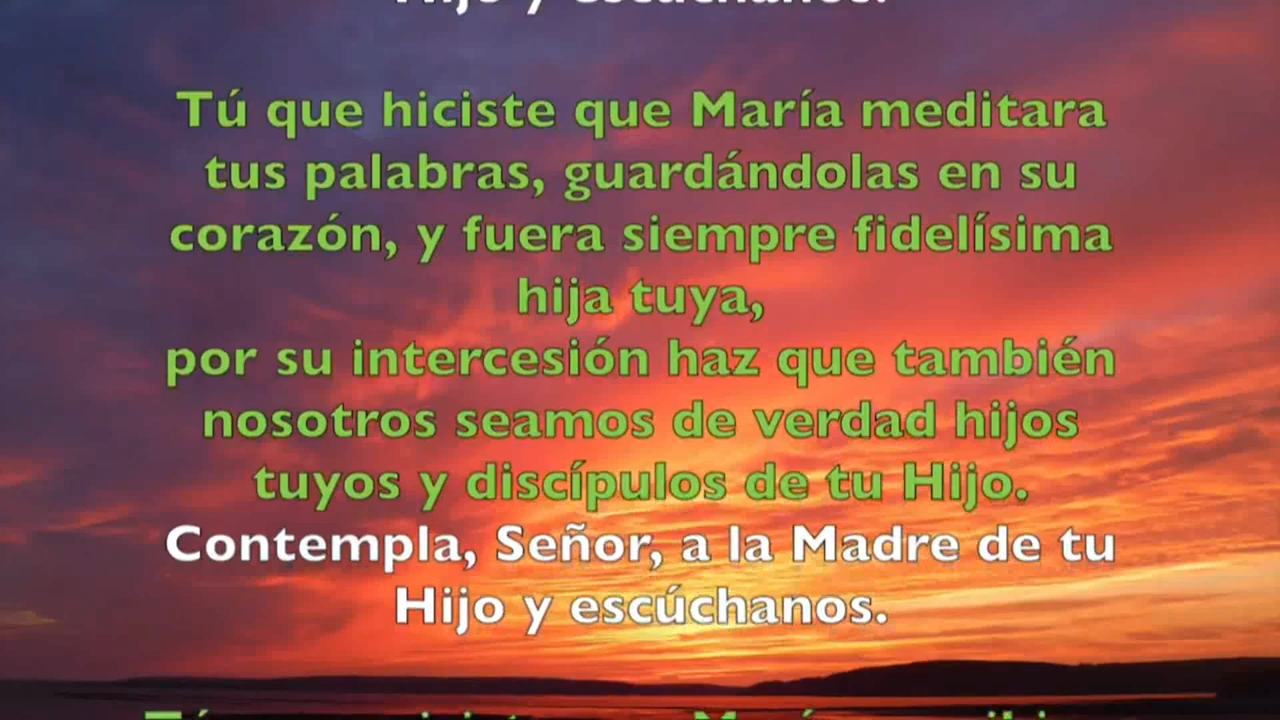 Hijo y escúchanos.
Tú que hiciste que María meditara
tus palabras, guardándolas en su
corazón, y fuera siempre fidelísima
hija tuya,
por su intercesión haz que también
nosotros seamos de verdad hijos
tuyos y discípulos de tu Hijo.
Contempla, Señor, a la Madre de tu
Hijo y escúchanos.